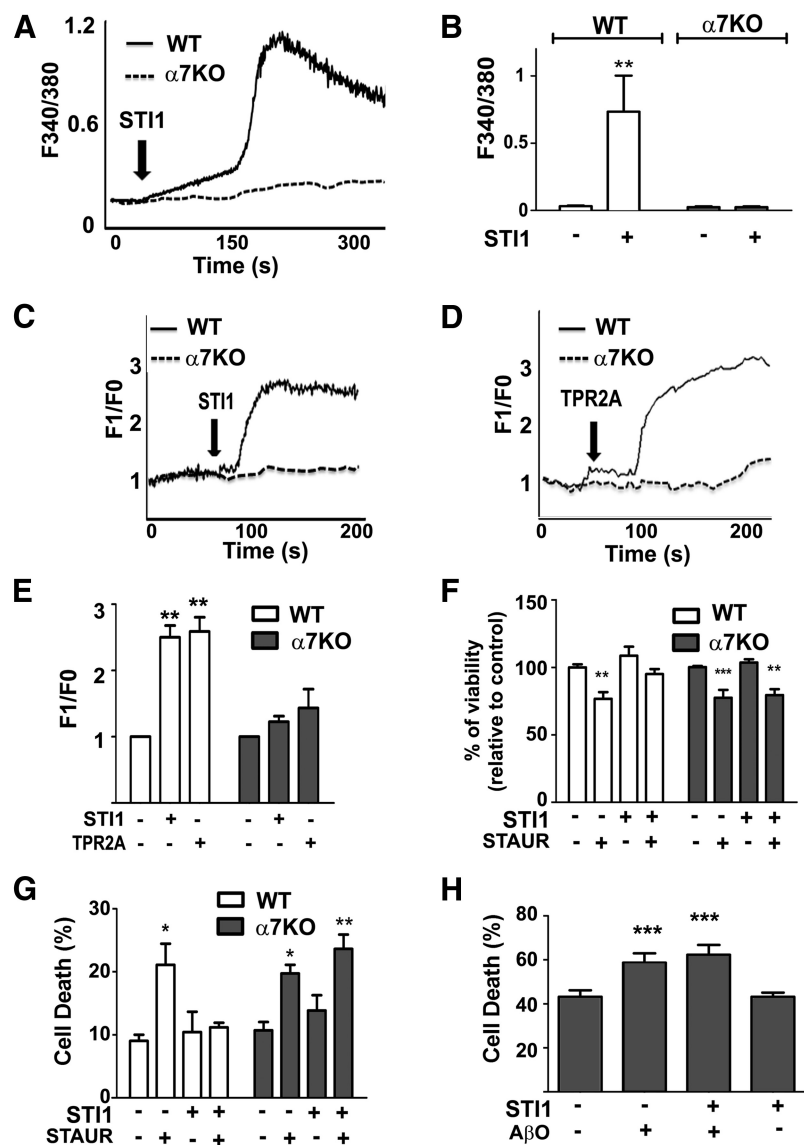 A
1.2
0.6
0
F340/380
WT
α7KO
STI1
0 150 300
Time (s)
B
WT α7KO
F340/380
1
0.5
0
**
STI1 - + - +
C
WT
α7KO
F1/F0
3
2
1
STI1
0 100 200
Time (s)
D
WT
α7KO
F1/F0
3
2
1
TPR2A
0 100 200
Time (s)
E
F1/F0
3
2
1
** **
WT
α7KO
STI1 - + - - + -
TPR2A - - + - - +
F
% of viability
(relative to control)
150
100
50
0
WT
α7KO
** *** **
STI1 - - + + - - + +
STAUR - + - + - + - +
G
Cell Death (%)
30
20
10
0
WT
α7KO
* * **
STI1 - - + + - - + +
STAUR - + - + - + - +
H
Cell Death (%)
80
60
40
20
*** ***
STI1 - - + +
AβO - + + -